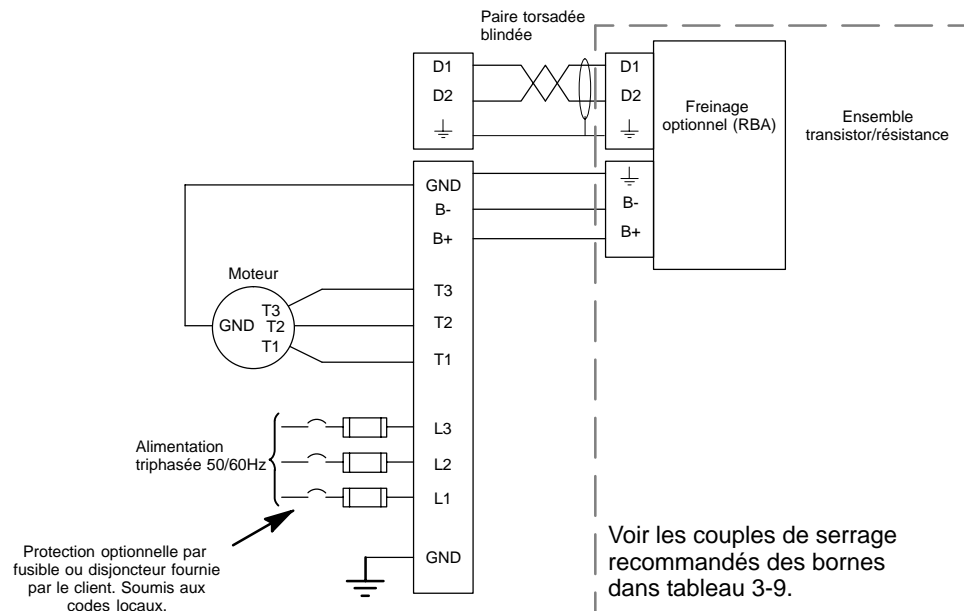 Paire torsadée
blindée
D1
D2
D1
D2
Freinage
optionnel (RBA)
Ensemble
transistor/résistance
GND
B-
B+
B-
B+
Moteur
T3
GND T2
T1
T3
T2
T1
Alimentation
triphasée 50/60Hz
L3
L2
L1
GND
Protection optionnelle par
fusible ou disjoncteur fournie
par le client. Soumis aux
codes locaux.
Voir les couples de serrage
recommandés des bornes
dans tableau 3-9.